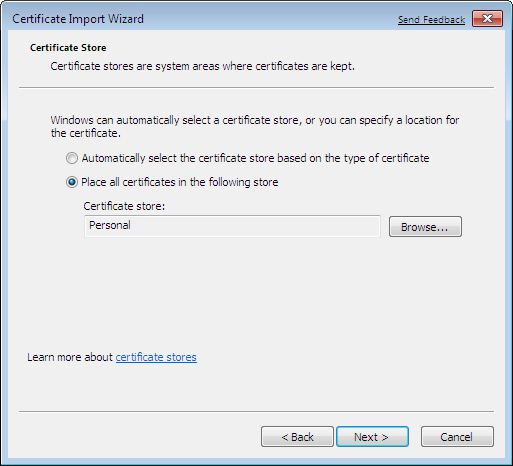 Certificate Import Wizard
Send Feedback
Certificate Store
Certificate stores are system areas where certificates are kept.
Windows can automatically select a certificate store, or you can specify a location for
the certificate.
Automatically select the certificate store based on the type of certificate
Place all certificates in the following store
Certificate store:
Personal
Browse...
Learn more about certificate stores
< Back
Next >
Cancel